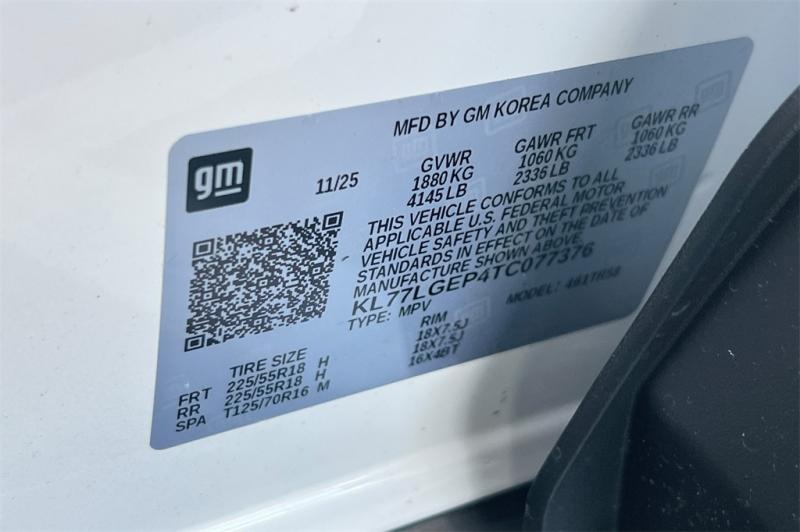 MFD BY GM KOREA COMPANY
gm
11/25
GVWR GAWR FRT GAWR RR
1880 KG 1060 KG 1060 KG
4145 LB 2336 LB 2336 LB
THIS VEHICLE CONFORMS TO ALL
APPLICABLE U.S. FEDERAL MOTOR
VEHICLE SAFETY AND THEFT PREVENTION
STANDARDS IN EFFECT ON THE DATE OF
MANUFACTURE SHOWN ABOVE.
KL77LGEP4TC077376
TYPE: MPV MODEL: 461TR58
TIRE SIZE RIM
FRT 225/55R18 H 18X7.5J
RR 225/55R18 H 18X7.5J
SPA T125/70R16 M 16X4BT